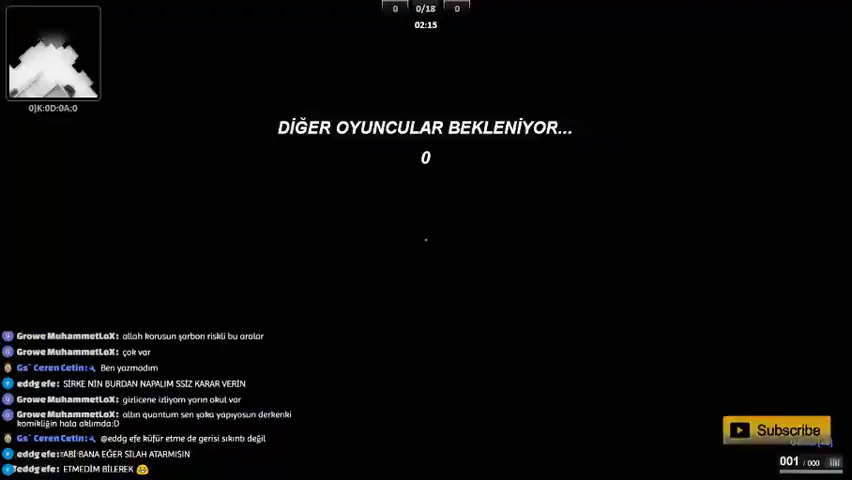 0 0/18 0
02:15
0|K:0D:0A:0
DİĞER OYUNCULAR BEKLENİYOR...
0
Growe MuhammetLoX: allah korusun şarbon riskli bu aralar
Growe MuhammetLoX: çok var
Gs` Ceren Cetin: Ben yazmadım
eddg efe: SİRKE NİN BURDAN NAPALIM SSİZ KARAR VERİN
Growe MuhammetLoX: gizlicene izliyom yarın okul var
Growe MuhammetLoX: altın quantum sen şaka yapıyosun derkenki
komikliğin hala aklımda:D
Gs` Ceren Cetin: @eddg efe küfür etme de gerisi sıkıntı değil
eddg efe: ABİ BANA EĞER SİLAH ATARMISIN
eddg efe: ETMEDİM BİLEREK
Subscribe
001 / 000